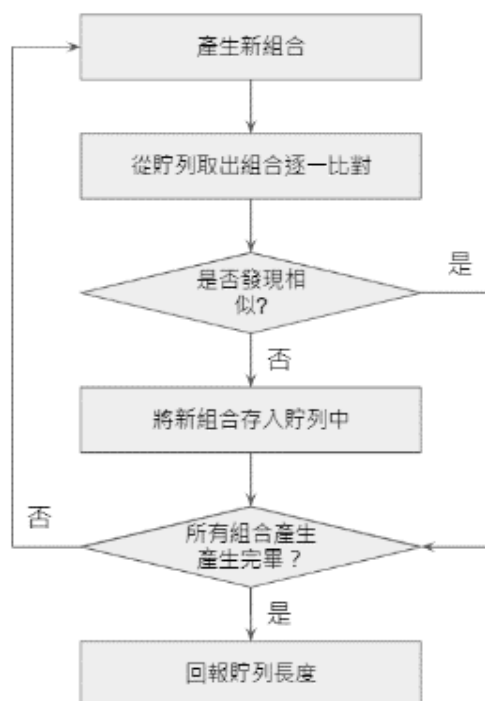 產生新組合
從貯列取出組合逐一比對
是否發現相
似?
是
否
將新組合存入貯列中
所有組合產生
產生完畢？
否
是
回報貯列長度